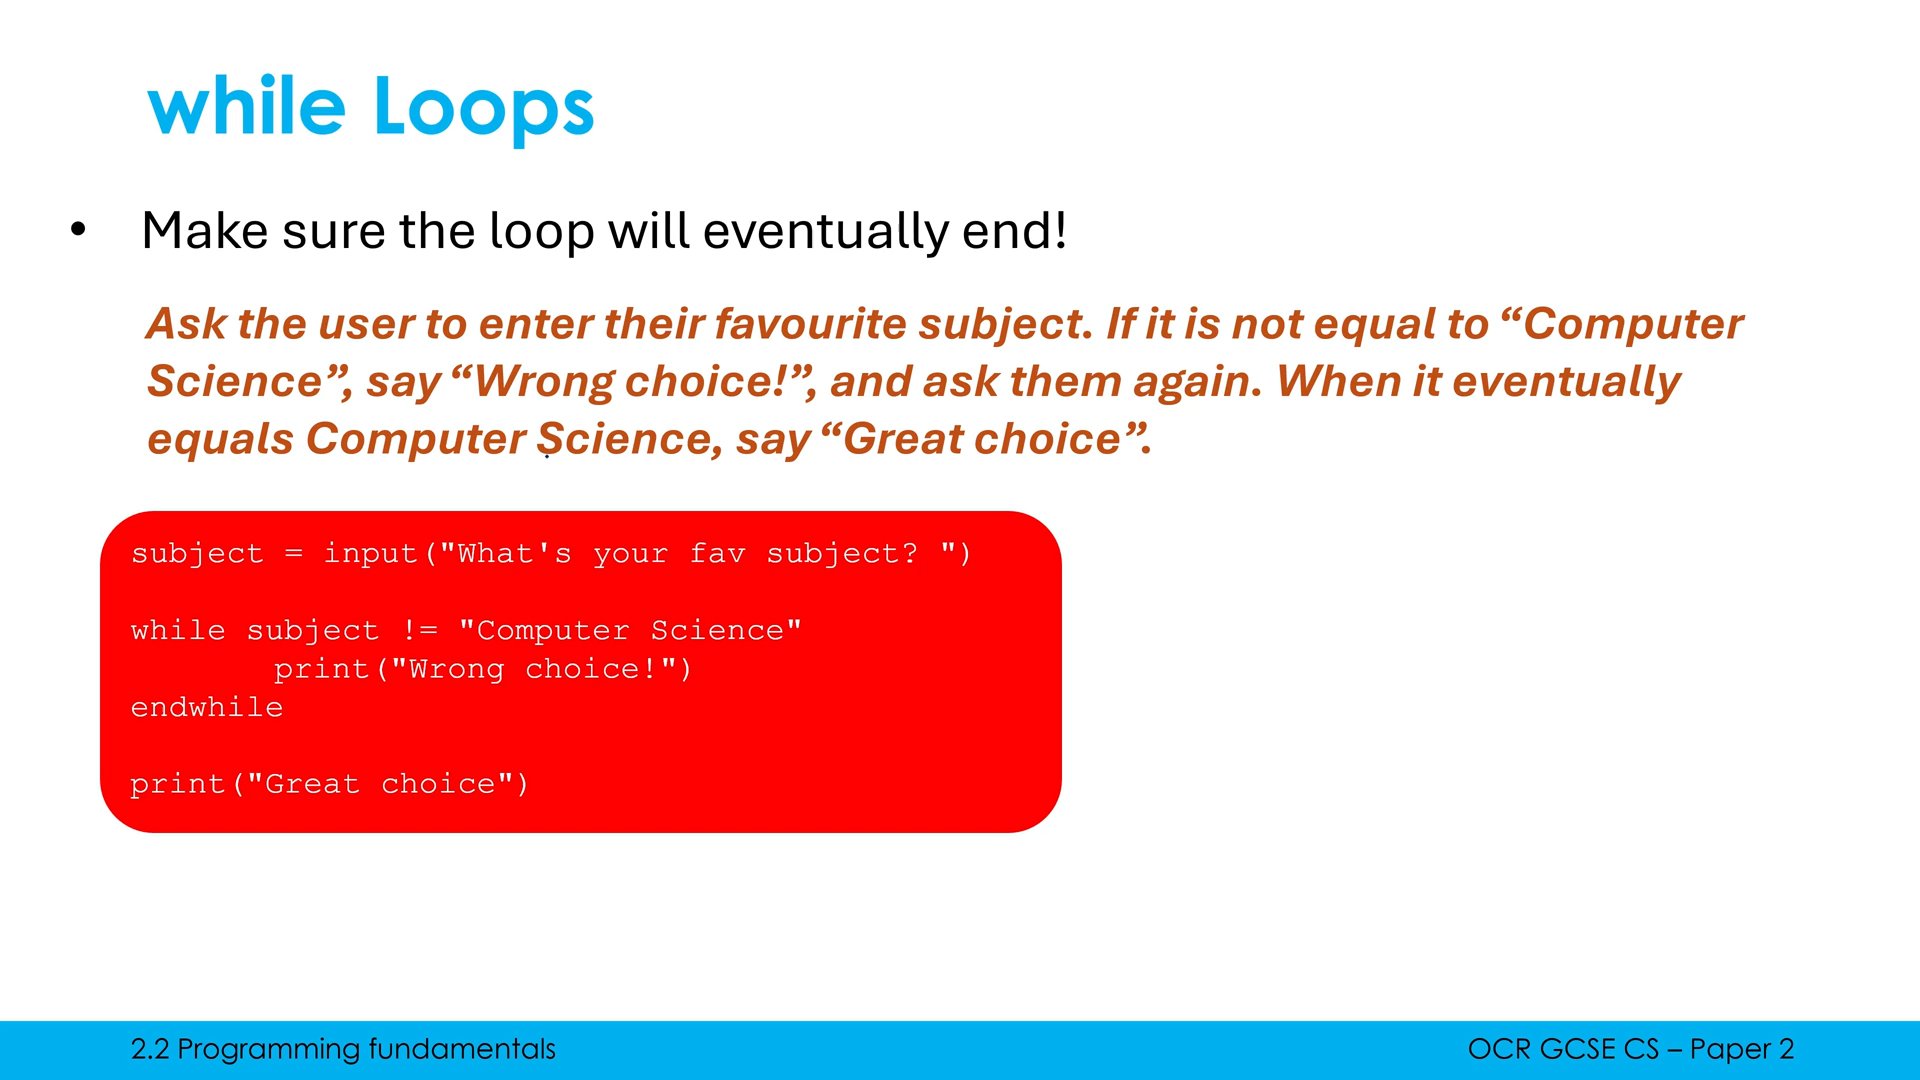 while Loops
• Make sure the loop will eventually end!
Ask the user to enter their favourite subject. If it is not equal to “Computer
Science”, say “Wrong choice!”, and ask them again. When it eventually
equals Computer Science, say “Great choice”.
subject = input("What's your fav subject? ")
while subject != "Computer Science"
print("Wrong choice!")
endwhile
print("Great choice")
2.2 Programming fundamentals
OCR GCSE CS – Paper 2